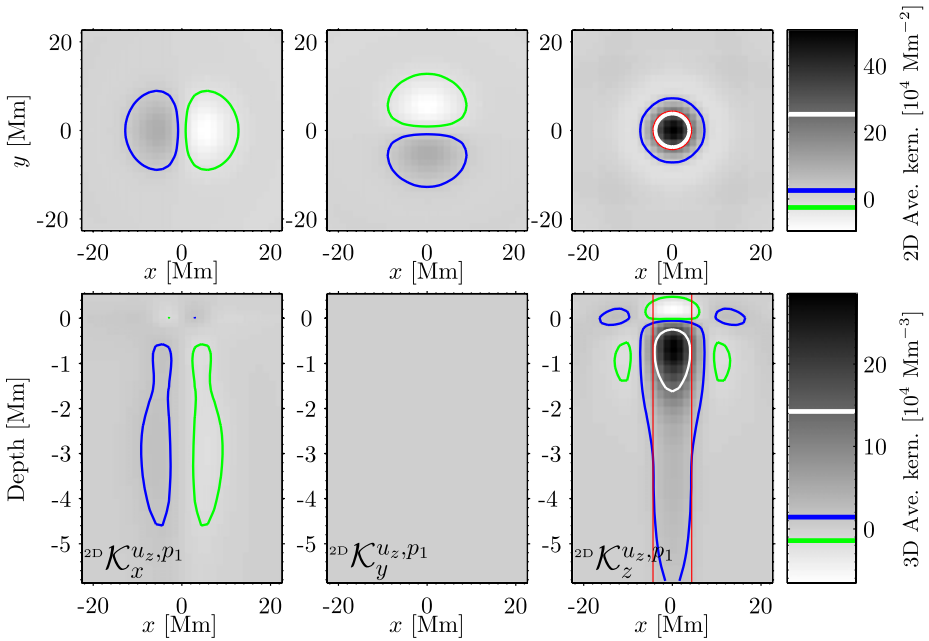 20
0
-20
y [Mm]
-20 0 20
x [Mm]
20
0
-20
-20 0 20
x [Mm]
20
0
-20
-20 0 20
x [Mm]
40
20
0
2D Ave. kern. [10⁴ Mm⁻²]
0
-1
-2
-3
-4
-5
Depth [Mm]
2D𝒦ₓ^{u_z,p_1}
-20 0 20
x [Mm]
0
-1
-2
-3
-4
-5
2D𝒦_y^{u_z,p_1}
-20 0 20
x [Mm]
0
-1
-2
-3
-4
-5
2D𝒦_z^{u_z,p_1}
-20 0 20
x [Mm]
20
10
0
3D Ave. kern. [10⁴ Mm⁻³]